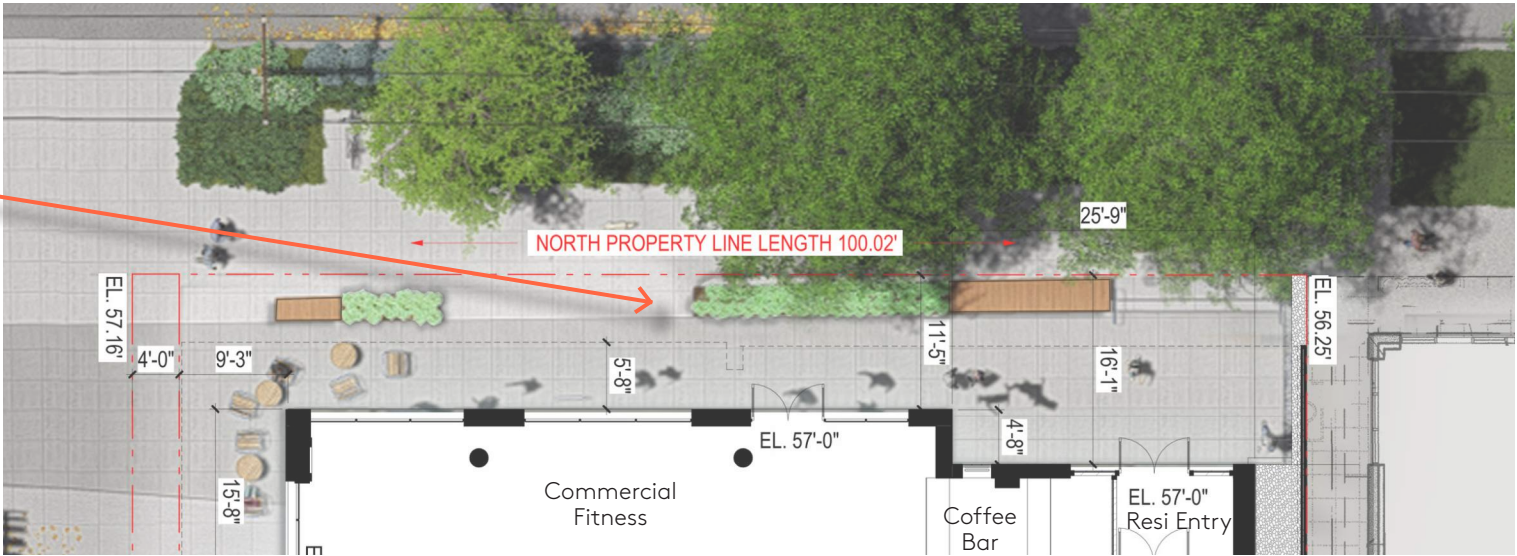 25'-9"
NORTH PROPERTY LINE LENGTH 100.02'
EL. 57.16'
EL. 56.25'
4'-0"
9'-3"
5'-8"
11'-5"
16'-1"
4'-8"
EL. 57'-0"
15'-8"
Commercial
Fitness
Coffee
Bar
EL. 57'-0"
Resi Entry